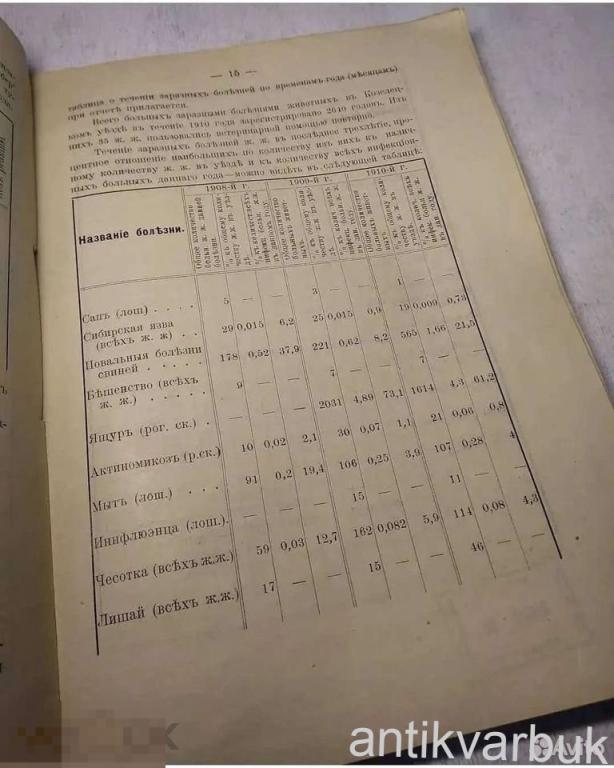 — 15 —
таблица о теченіи заразныхъ болѣзней по временамъ года (мѣсяцамъ)
при отчетѣ прилагается.
Всего больныхъ заразными болѣзнями животныхъ въ Козелец-
комъ уѣздѣ въ теченіе 1910 года зарегистрировано 2640 головъ. Изъ
нихъ 85 ж. ж. пользовались ветеринарной помощью повторно.
Теченіе заразныхъ болѣзней ж. ж. въ послѣднее трехлѣтіе, про-
центное отношеніе наибольшихъ по количеству изъ нихъ къ налич-
ному количеству ж. ж. въ уѣздѣ и къ количеству всѣхъ инфекціон-
ныхъ больныхъ даннаго года—можно видѣть въ слѣдующей таблицѣ:
1908-й г. 1909-й г. 1910-й г.
Названіе болѣзни.
Сапъ (лош) . . . . 5 — — 3 — — 1 — —
Сибирская язва
(всѣхъ ж. ж) . . 29 0,015 6,2 25 0,015 0,9 19 0,009 0,73
Повальныя болѣзни
свиней . . . . . 178 0,52 37,9 221 0,62 8,2 565 1,66 21,5
Бѣшенство (всѣхъ
ж. ж.) . . . . . 9 — — 7 — — 7 — —
Ящуръ (рог. ск.) . — — — 2031 4,89 73,1 1614 4,3 61,2
Актиномикозъ (р.ск.) 10 0,02 2,1 30 0,07 1,1 21 0,06 0,8
Мытъ (лош.) . . . 91 0,2 19,4 106 0,25 3,9 107 0,28 4
Иннфлюэнца (лош.). — — — 15 — — 11 — —
Чесотка (всѣхъ ж.ж.) 59 0,03 12,7 162 0,082 5,9 114 0,08 4,3
Лишай (всѣхъ ж.ж.) 17 — — 15 — — 46 — —
antikvarbuk
Avito